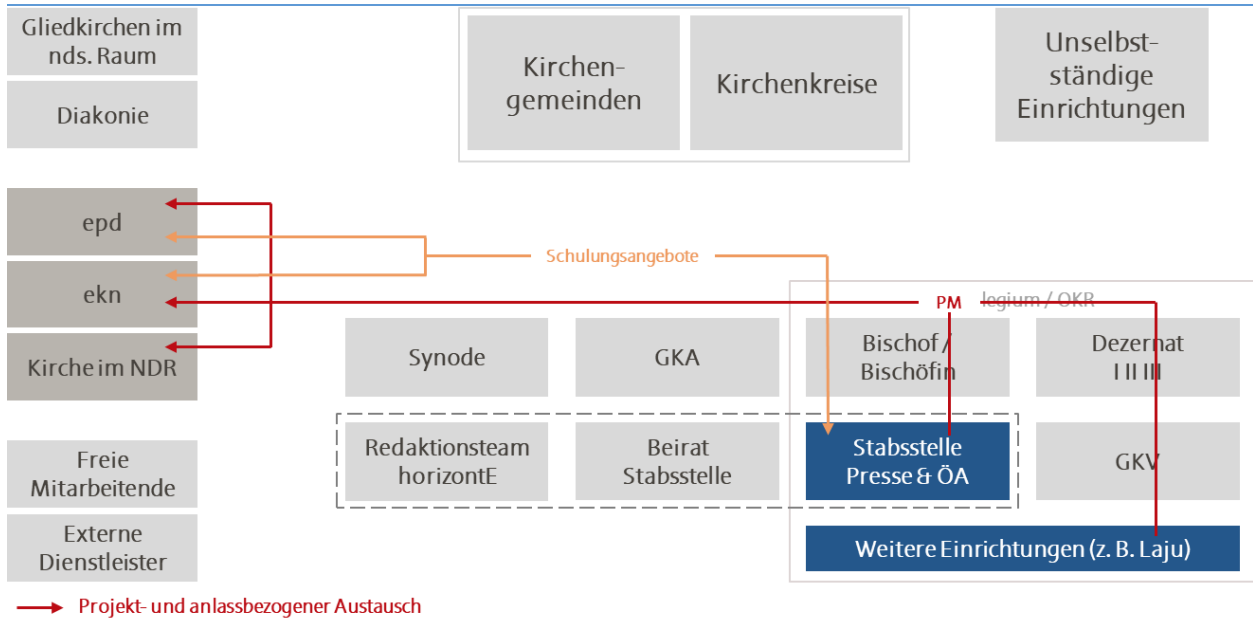 Gliedkirchen im
nds. Raum
Diakonie
Kirchen-
gemeinden
Kirchenkreise
Unselbst-
ständige
Einrichtungen
epd
ekn
Kirche im NDR
Schulungsangebote
PM
legium / OKR
Synode
GKA
Bischof /
Bischöfin
Dezernat
I II III
Redaktionsteam
horizontE
Beirat
Stabsstelle
Stabsstelle
Presse & ÖA
GKV
Freie
Mitarbeitende
Externe
Dienstleister
Weitere Einrichtungen (z. B. Laju)
Projekt- und anlassbezogener Austausch